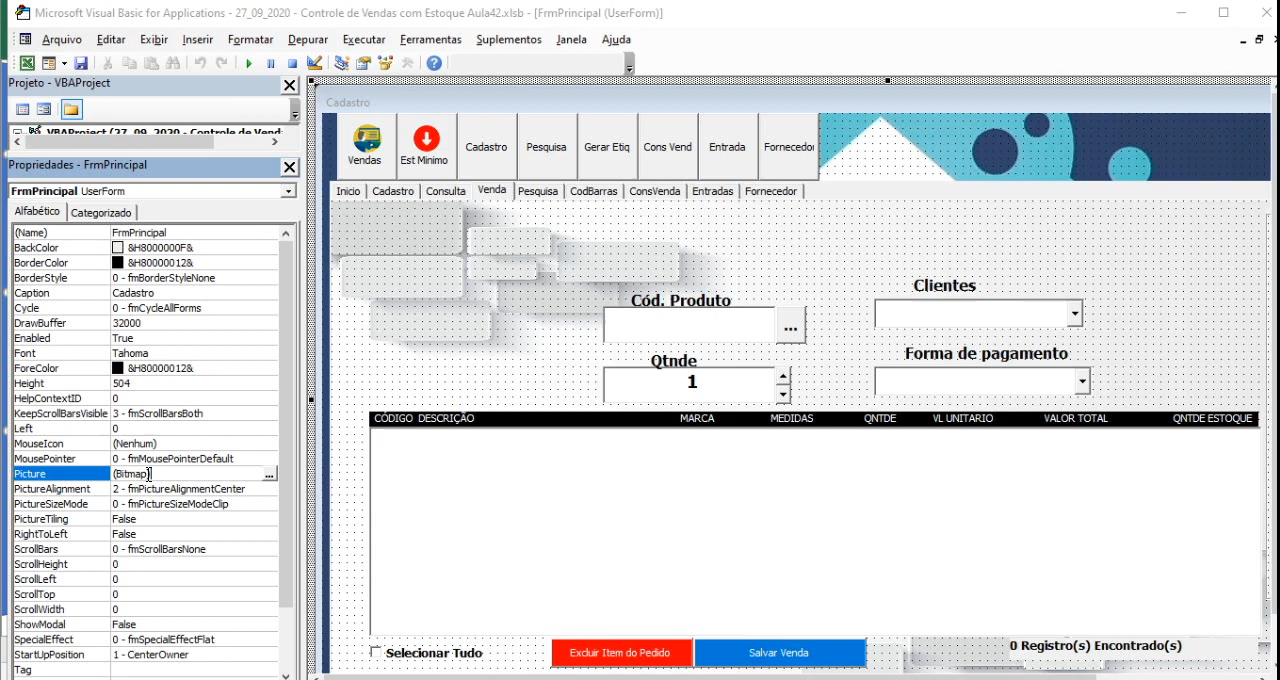 Microsoft Visual Basic for Applications - 27_09_2020 - Controle de Vendas com Estoque Aula42.xlsb - [FrmPrincipal (UserForm)]
Arquivo Editar Exibir Inserir Formatar Depurar Executar Ferramentas Suplementos Janela Ajuda
Projeto - VBAProject
VBAProject (27_09_2020 - Controle de Vend
Propriedades - FrmPrincipal
FrmPrincipal UserForm
Alfabético Categorizado
(Name) FrmPrincipal
BackColor &H8000000F&
BorderColor &H80000012&
BorderStyle 0 - fmBorderStyleNone
Caption Cadastro
Cycle 0 - fmCycleAllForms
DrawBuffer 32000
Enabled True
Font Tahoma
ForeColor &H80000012&
Height 504
HelpContextID 0
KeepScrollBarsVisible 3 - fmScrollBarsBoth
Left 0
MouseIcon (Nenhum)
MousePointer 0 - fmMousePointerDefault
Picture (Bitmap) ...
PictureAlignment 2 - fmPictureAlignmentCenter
PictureSizeMode 0 - fmPictureSizeModeClip
PictureTiling False
RightToLeft False
ScrollBars 0 - fmScrollBarsNone
ScrollHeight 0
ScrollLeft 0
ScrollTop 0
ScrollWidth 0
ShowModal False
SpecialEffect 0 - fmSpecialEffectFlat
StartUpPosition 1 - CenterOwner
Tag
Cadastro
Vendas Est Minimo Cadastro Pesquisa Gerar Etiq Cons Vend Entrada Fornecedor
Inicio Cadastro Consulta Venda Pesquisa CodBarras ConsVenda Entradas Fornecedor
Cód. Produto
...
Clientes
Qtnde
1
Forma de pagamento
CÓDIGO DESCRIÇÃO MARCA MEDIDAS QNTDE VL UNITARIO VALOR TOTAL QNTDE ESTOQUE
Selecionar Tudo Excluir Item do Pedido Salvar Venda 0 Registro(s) Encontrado(s)